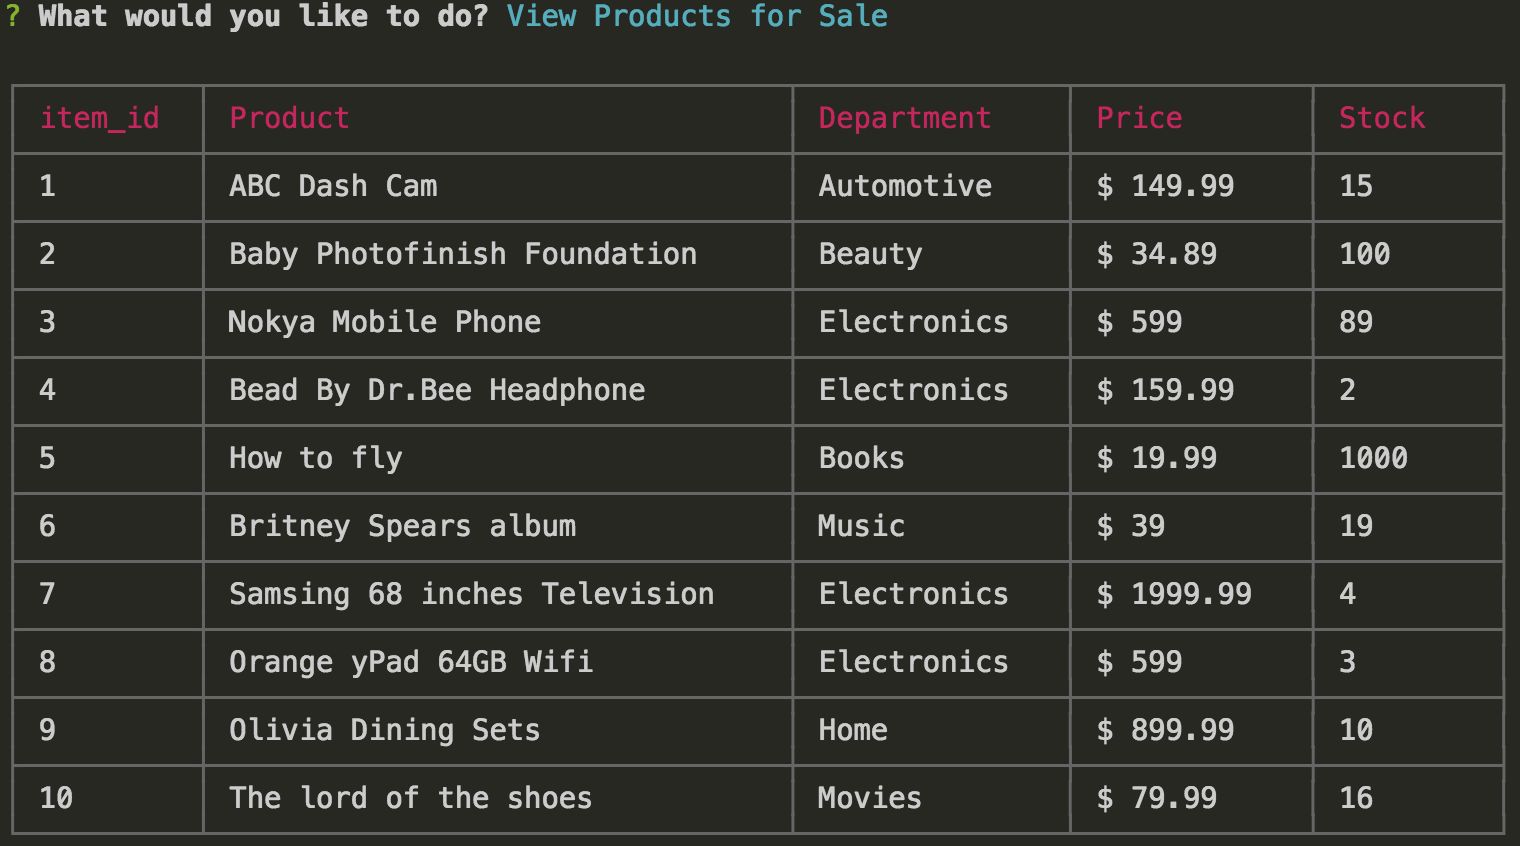 ? What would you like to do? View Products for Sale
item_id Product Department Price Stock
1 ABC Dash Cam Automotive $ 149.99 15
2 Baby Photofinish Foundation Beauty $ 34.89 100
3 Nokya Mobile Phone Electronics $ 599 89
4 Bead By Dr.Bee Headphone Electronics $ 159.99 2
5 How to fly Books $ 19.99 1000
6 Britney Spears album Music $ 39 19
7 Samsing 68 inches Television Electronics $ 1999.99 4
8 Orange yPad 64GB Wifi Electronics $ 599 3
9 Olivia Dining Sets Home $ 899.99 10
10 The lord of the shoes Movies $ 79.99 16